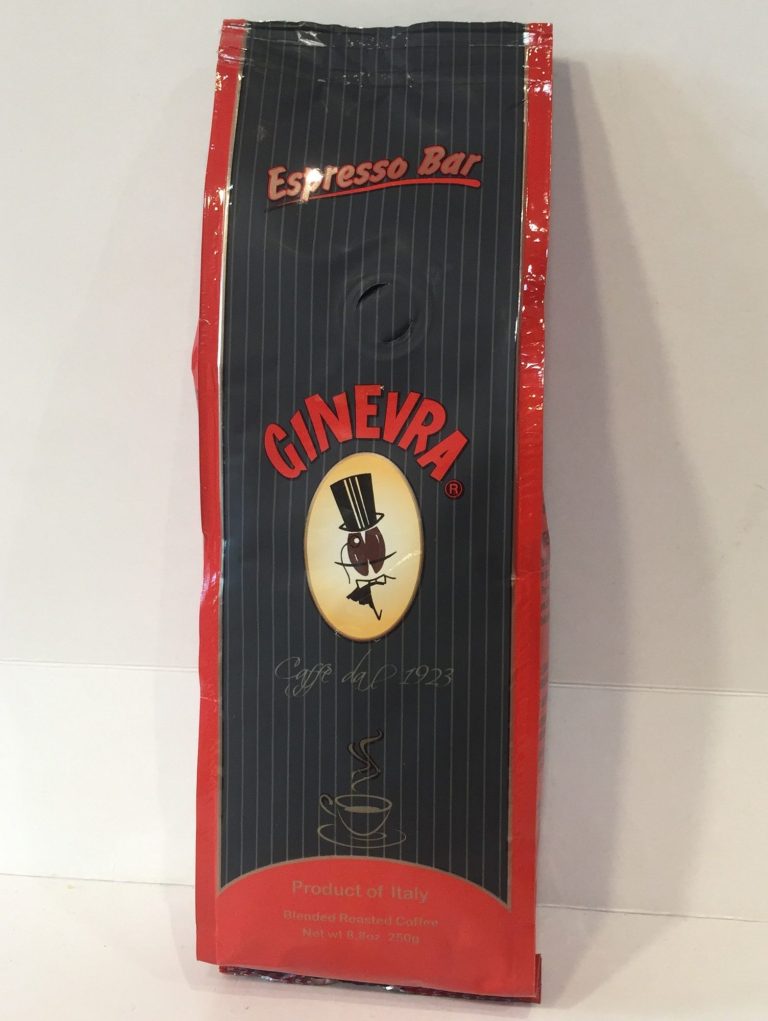 Espresso Bar
GINEVRA
®
Caffè dal 1923
Product of Italy
Blended Roasted Coffee
Net wt 8.8oz 250g